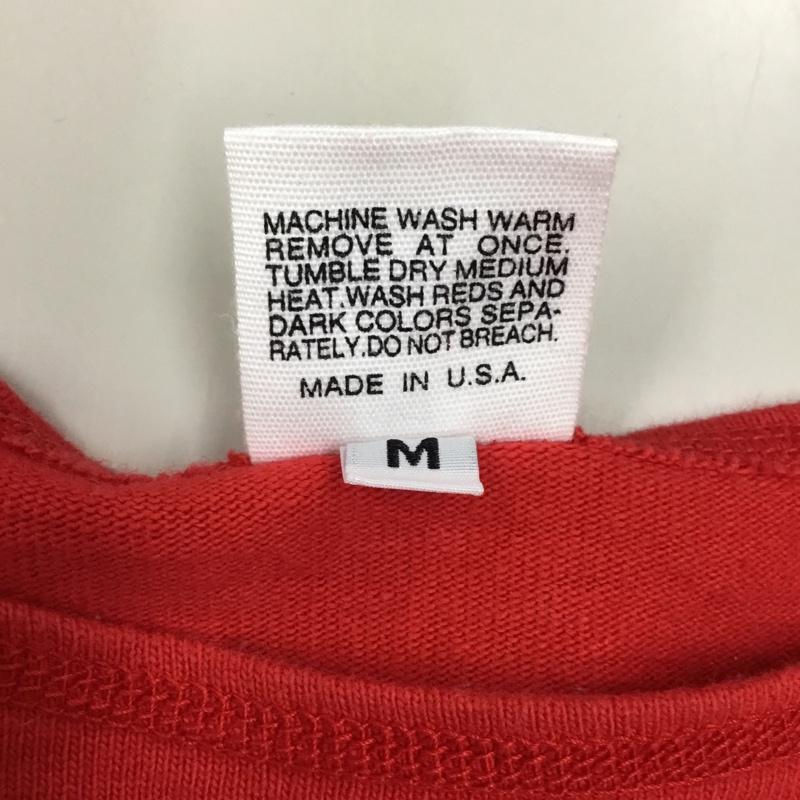 MACHINE WASH WARM
REMOVE AT ONCE.
TUMBLE DRY MEDIUM
HEAT.WASH REDS AND
DARK COLORS SEPA-
RATELY.DO NOT BREACH.
MADE IN U.S.A.
M